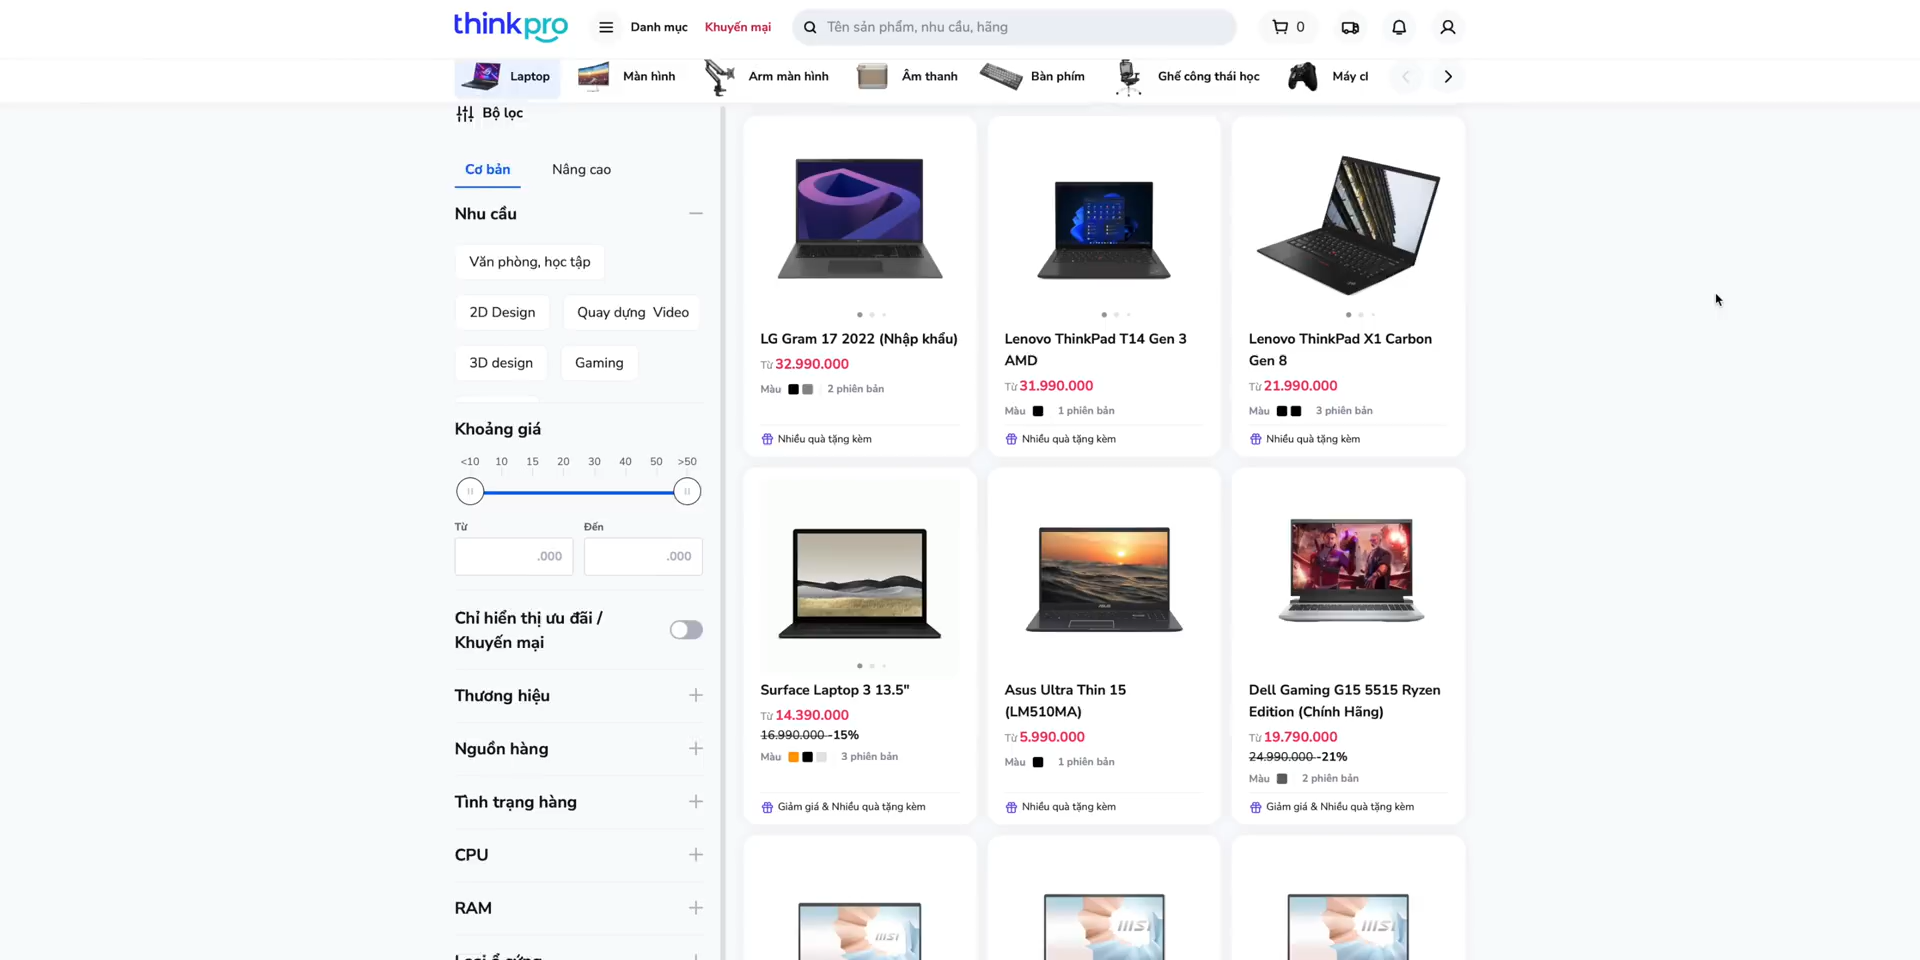 thinkpro
Danh mục
Khuyến mại
Tên sản phẩm, nhu cầu, hãng
0
Laptop
Màn hình
Arm màn hình
Âm thanh
Bàn phím
Ghế công thái học
Máy cl
Bộ lọc
Cơ bản
Nâng cao
Nhu cầu
Văn phòng, học tập
2D Design
Quay dựng Video
3D design
Gaming
Khoảng giá
<10 10 15 20 30 40 50 >50
Từ
Đến
.000
.000
Chỉ hiển thị ưu đãi /
Khuyến mại
Thương hiệu
Nguồn hàng
Tình trạng hàng
CPU
RAM
LG Gram 17 2022 (Nhập khẩu)
Từ 32.990.000
Màu 2 phiên bản
Nhiều quà tặng kèm
Lenovo ThinkPad T14 Gen 3
AMD
Từ 31.990.000
Màu 1 phiên bản
Nhiều quà tặng kèm
Lenovo ThinkPad X1 Carbon
Gen 8
Từ 21.990.000
Màu 3 phiên bản
Nhiều quà tặng kèm
Surface Laptop 3 13.5"
Từ 14.390.000
16.990.000 -15%
Màu 3 phiên bản
Giảm giá & Nhiều quà tặng kèm
ASUS
Asus Ultra Thin 15
(LM510MA)
Từ 5.990.000
Màu 1 phiên bản
Nhiều quà tặng kèm
Dell Gaming G15 5515 Ryzen
Edition (Chính Hãng)
Từ 19.790.000
24.990.000 -21%
Màu 2 phiên bản
Giảm giá & Nhiều quà tặng kèm
msi
msi
msi